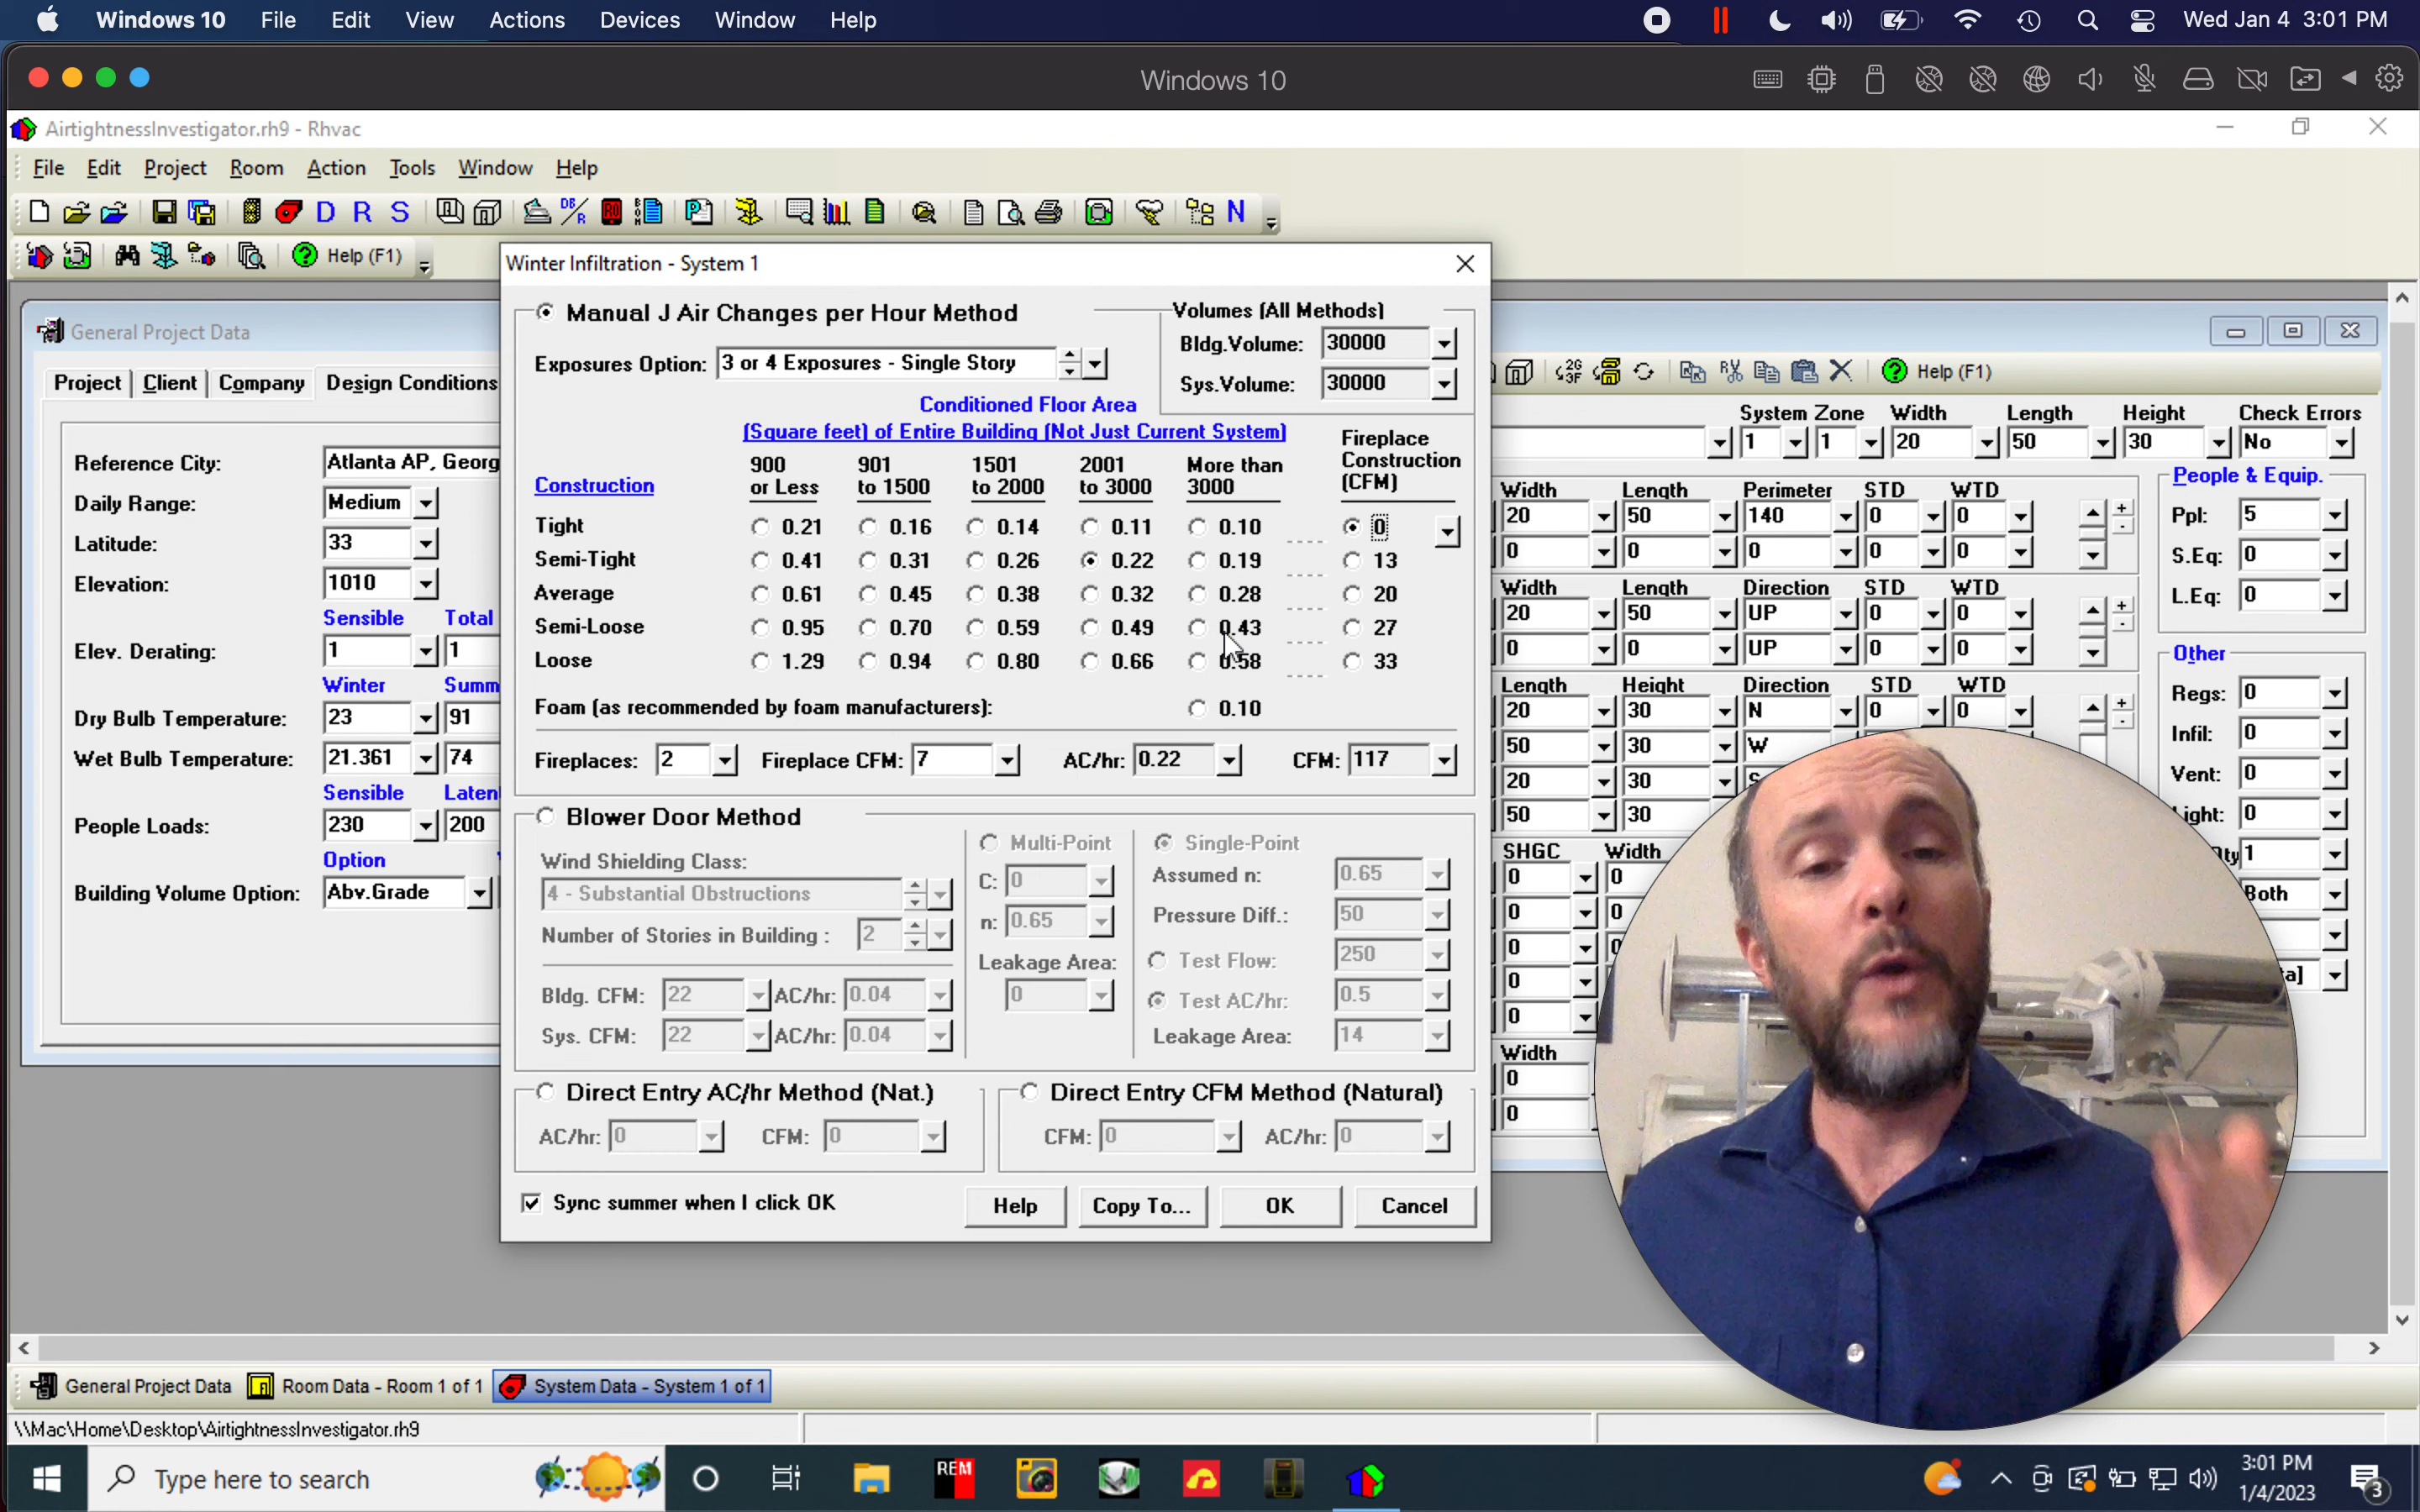 Windows 10 File Edit View Actions Devices Window Help Wed Jan 4 3:01 PM
Windows 10
AirtightnessInvestigator.rh9 - Rhvac
File Edit Project Room Action Tools Window Help
D R S N
Help (F1)
General Project Data
Project Client Company Design Conditions
Reference City: Atlanta AP, Georg
Daily Range: Medium
Latitude: 33
Elevation: 1010
Sensible Total
Elev. Derating: 1 1
Winter Summ
Dry Bulb Temperature: 23 91
Wet Bulb Temperature: 21.361 74
Sensible Laten
People Loads: 230 200
Option
Building Volume Option: Abv.Grade
Winter Infiltration - System 1
Manual J Air Changes per Hour Method
Volumes (All Methods)
Bldg.Volume: 30000
Exposures Option: 3 or 4 Exposures - Single Story
Sys.Volume: 30000
Conditioned Floor Area
(Square feet) of Entire Building (Not Just Current System)
Fireplace Construction (CFM)
Construction 900 or Less 901 to 1500 1501 to 2000 2001 to 3000 More than 3000
Tight 0.21 0.16 0.14 0.11 0.10 0
Semi-Tight 0.41 0.31 0.26 0.22 0.19 13
Average 0.61 0.45 0.38 0.32 0.28 20
Semi-Loose 0.95 0.70 0.59 0.49 0.43 27
Loose 1.29 0.94 0.80 0.66 0.58 33
Foam (as recommended by foam manufacturers): 0.10
Fireplaces: 2 Fireplace CFM: 7 AC/hr: 0.22 CFM: 117
Blower Door Method
Wind Shielding Class:
4 - Substantial Obstructions
Number of Stories in Building : 2
Bldg. CFM: 22 AC/hr: 0.04
Sys. CFM: 22 AC/hr: 0.04
Multi-Point
C: 0
n: 0.65
Leakage Area:
0
Single-Point
Assumed n: 0.65
Pressure Diff.: 50
Test Flow: 250
Test AC/hr: 0.5
Leakage Area: 14
Direct Entry AC/hr Method (Nat.)
AC/hr: 0 CFM: 0
Direct Entry CFM Method (Natural)
CFM: 0 AC/hr: 0
Sync summer when I click OK
Help Copy To... OK Cancel
Help (F1)
System Zone Width Length Height Check Errors
1 1 20 50 30 No
Width Length Perimeter STD WTD
20 50 140 0 0
0 0 0 0 0
Width Length Direction STD WTD
20 50 UP 0 0
0 0 UP 0 0
Length Height Direction STD WTD
20 30 N 0 0
50 30 W
20 30
50 30
SHGC Width
0 0
0 0
0
0
0
Width
0
0
People & Equip.
Ppl: 5
S.Eq: 0
L.Eq: 0
Other
Regs: 0
Infil: 0
Vent: 0
Light: 0
1
Both
General Project Data Room Data - Room 1 of 1 System Data - System 1 of 1
\\Mac\Home\Desktop\AirtightnessInvestigator.rh9
Type here to search
REM
3:01 PM
1/4/2023
3